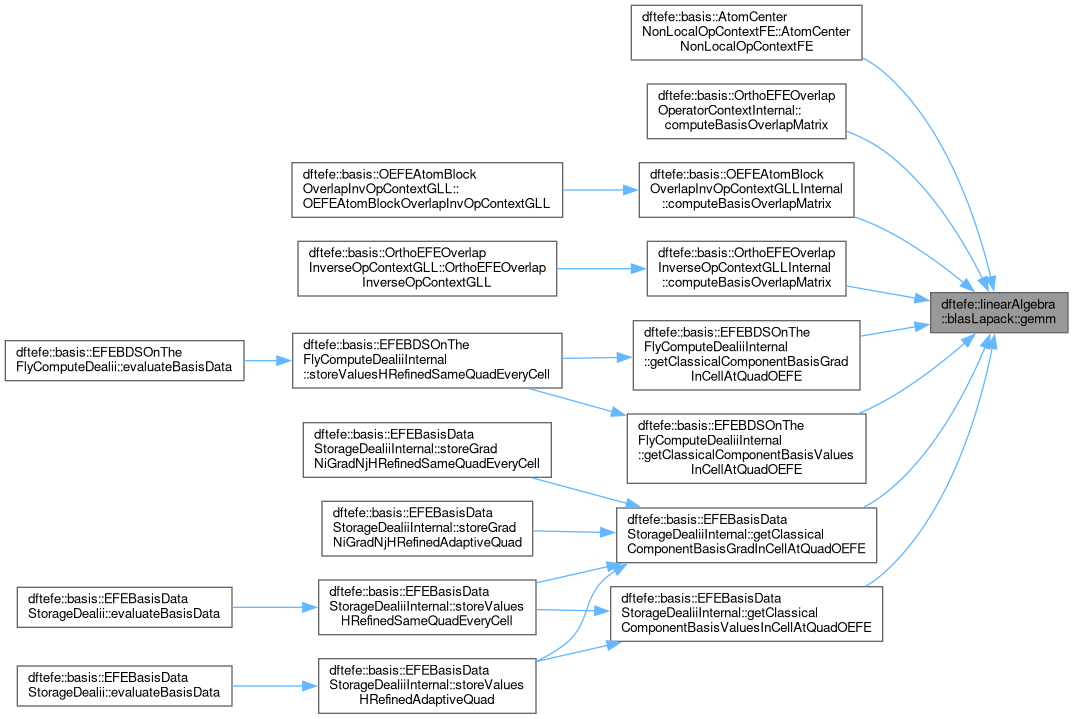 dftefe::basis::AtomCenter
NonLocalOpContextFE::AtomCenter
NonLocalOpContextFE
dftefe::basis::OrthoEFEOverlap
OperatorContextInternal::
computeBasisOverlapMatrix
dftefe::basis::OEFEAtomBlock
OverlapInvOpContextGLL::
OEFEAtomBlockOverlapInvOpContextGLL
dftefe::basis::OEFEAtomBlock
OverlapInvOpContextGLLInternal
::computeBasisOverlapMatrix
dftefe::basis::OrthoEFEOverlap
InverseOpContextGLL::OrthoEFEOverlap
InverseOpContextGLL
dftefe::basis::OrthoEFEOverlap
InverseOpContextGLLInternal
::computeBasisOverlapMatrix
dftefe::linearAlgebra
::blasLapack::gemm
dftefe::basis::EFEBDSOnThe
FlyComputeDealii::evaluateBasisData
dftefe::basis::EFEBDSOnThe
FlyComputeDealiiInternal
::storeValuesHRefinedSameQuadEveryCell
dftefe::basis::EFEBDSOnThe
FlyComputeDealiiInternal
::getClassicalComponentBasisGrad
InCellAtQuadOEFE
dftefe::basis::EFEBDSOnThe
FlyComputeDealiiInternal
::getClassicalComponentBasisValues
InCellAtQuadOEFE
dftefe::basis::EFEBasisData
StorageDealiiInternal::storeGrad
NiGradNjHRefinedSameQuadEveryCell
dftefe::basis::EFEBasisData
StorageDealiiInternal::storeGrad
NiGradNjHRefinedAdaptiveQuad
dftefe::basis::EFEBasisData
StorageDealiiInternal::getClassical
ComponentBasisGradInCellAtQuadOEFE
dftefe::basis::EFEBasisData
StorageDealii::evaluateBasisData
dftefe::basis::EFEBasisData
StorageDealiiInternal::storeValues
HRefinedSameQuadEveryCell
dftefe::basis::EFEBasisData
StorageDealiiInternal::getClassical
ComponentBasisValuesInCellAtQuadOEFE
dftefe::basis::EFEBasisData
StorageDealii::evaluateBasisData
dftefe::basis::EFEBasisData
StorageDealiiInternal::storeValues
HRefinedAdaptiveQuad